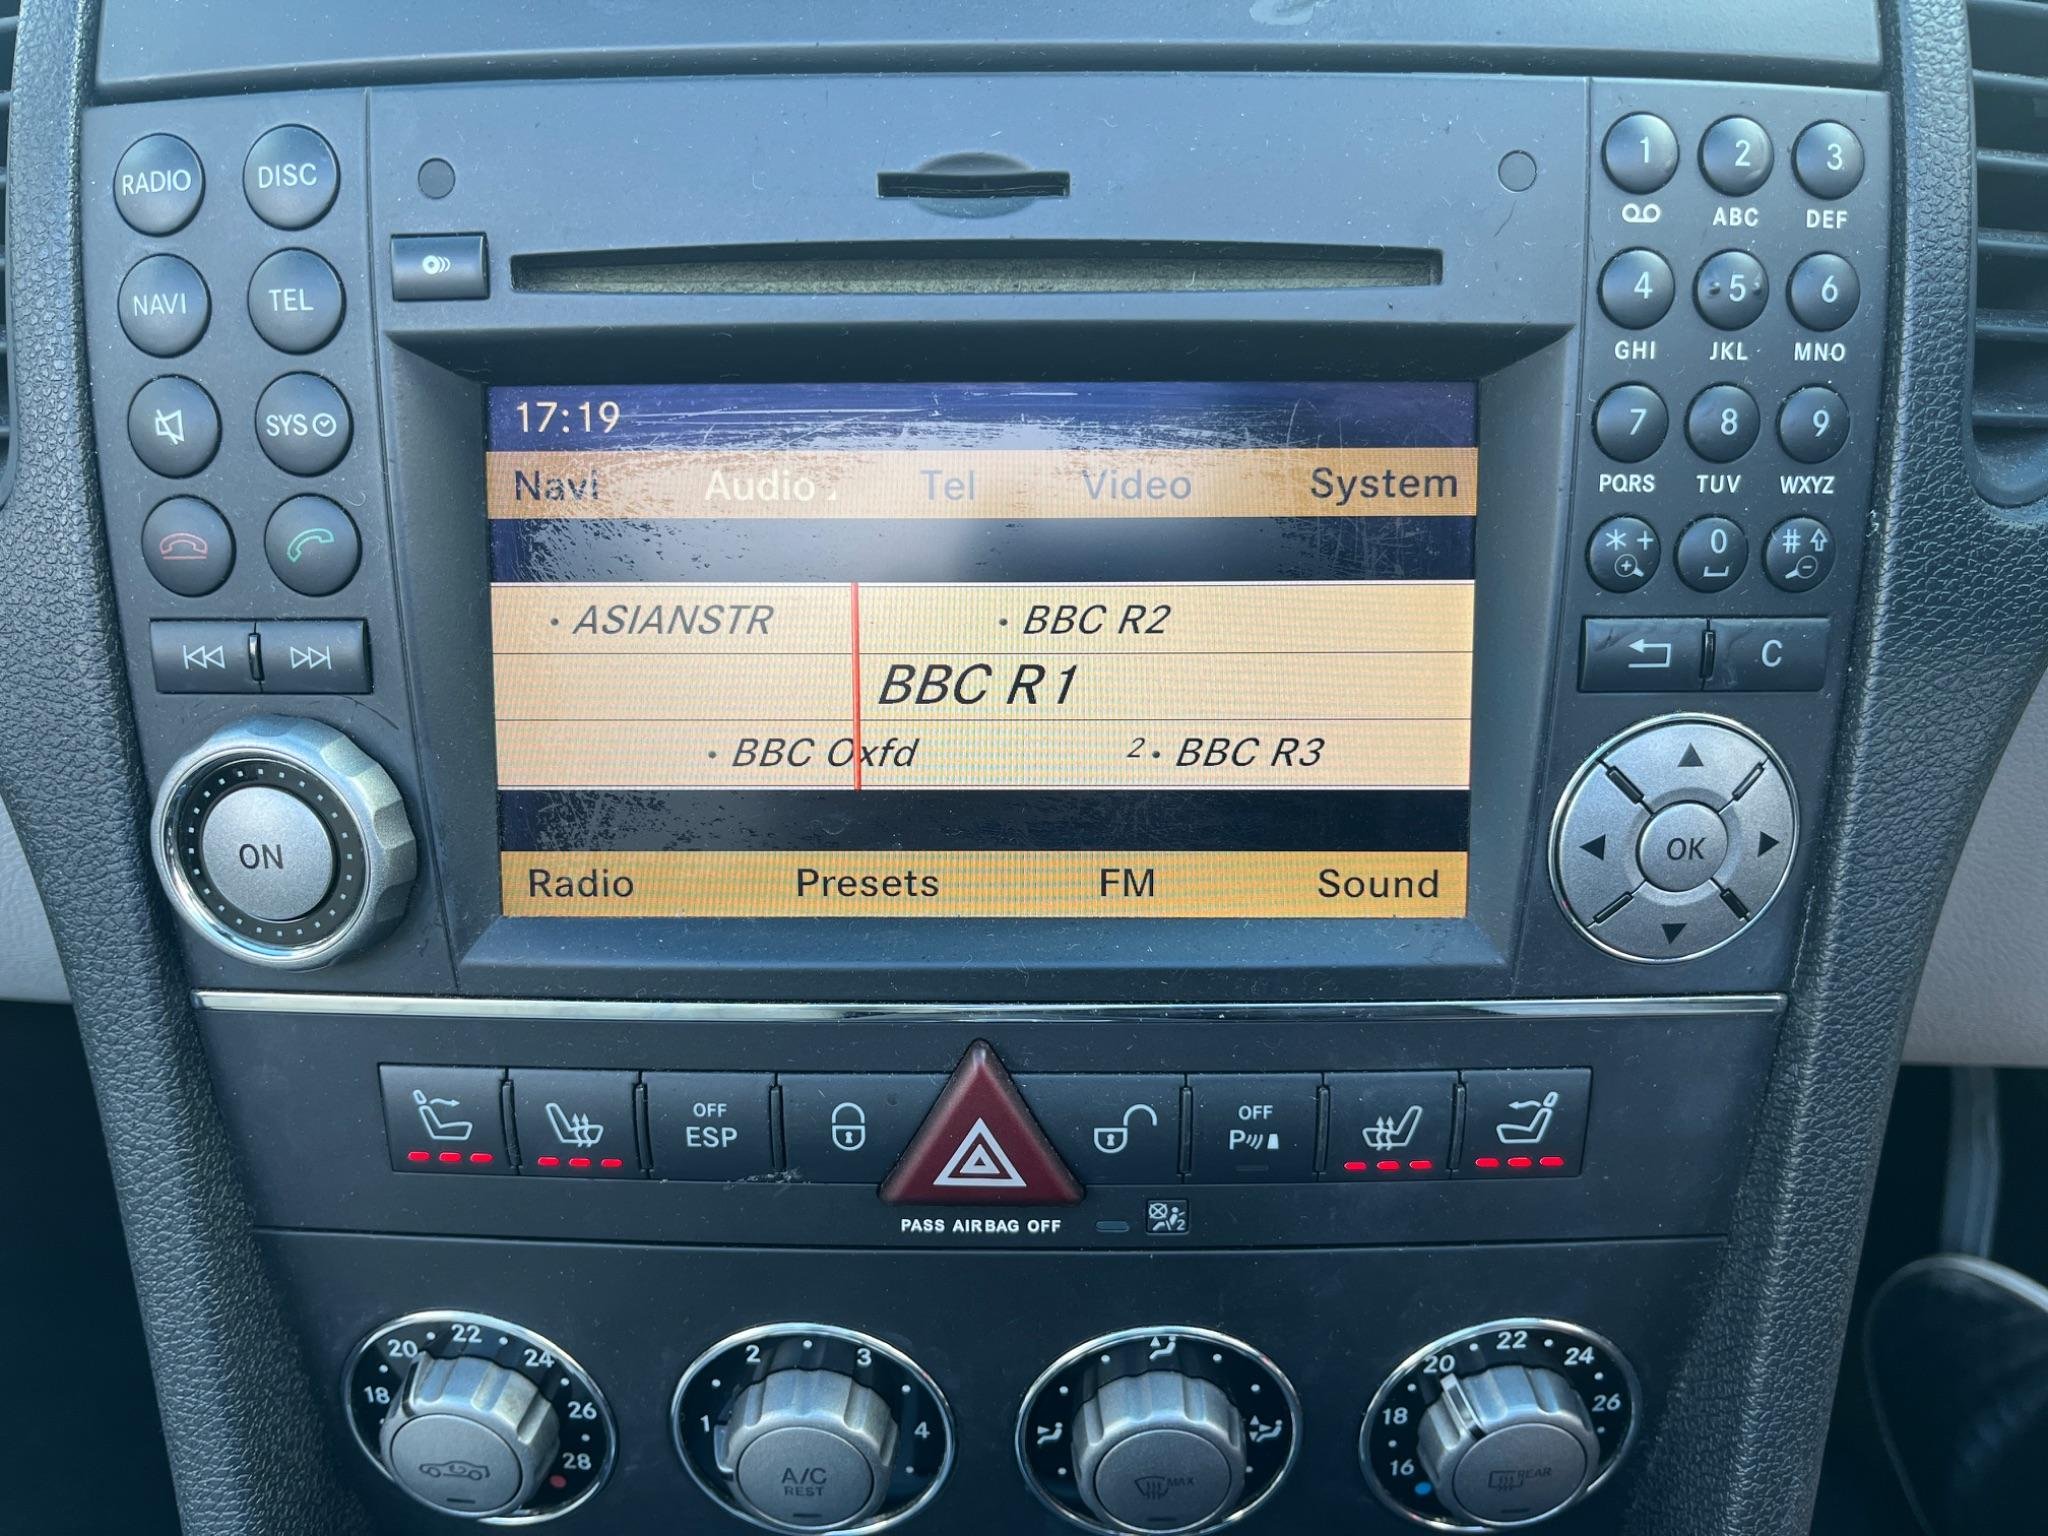 RADIO DISC
NAVI TEL
SYS
ON
17:19
Navi Audio Tel Video System
• ASIANSTR • BBC R2
BBC R1
• BBC Oxfd 2 • BBC R3
Radio Presets FM Sound
1 2 3
ABC DEF
4 5 6
GHI JKL MNO
7 8 9
PQRS TUV WXYZ
* + 0 #
C
OK
OFF ESP
OFF P
PASS AIRBAG OFF
2
18 20 22 24 26 28
1 2 3 4
A/C
REST
MAX
16 18 20 22 24 26
REAR